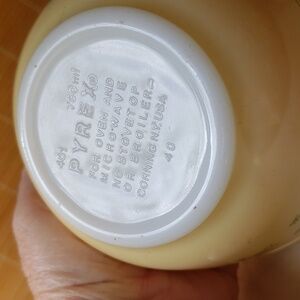 401 750ml
PYREX®
FOR OVEN AND
MICROWAVE
NO STOVETOP
OR BROILER—
CORNING NY USA
40